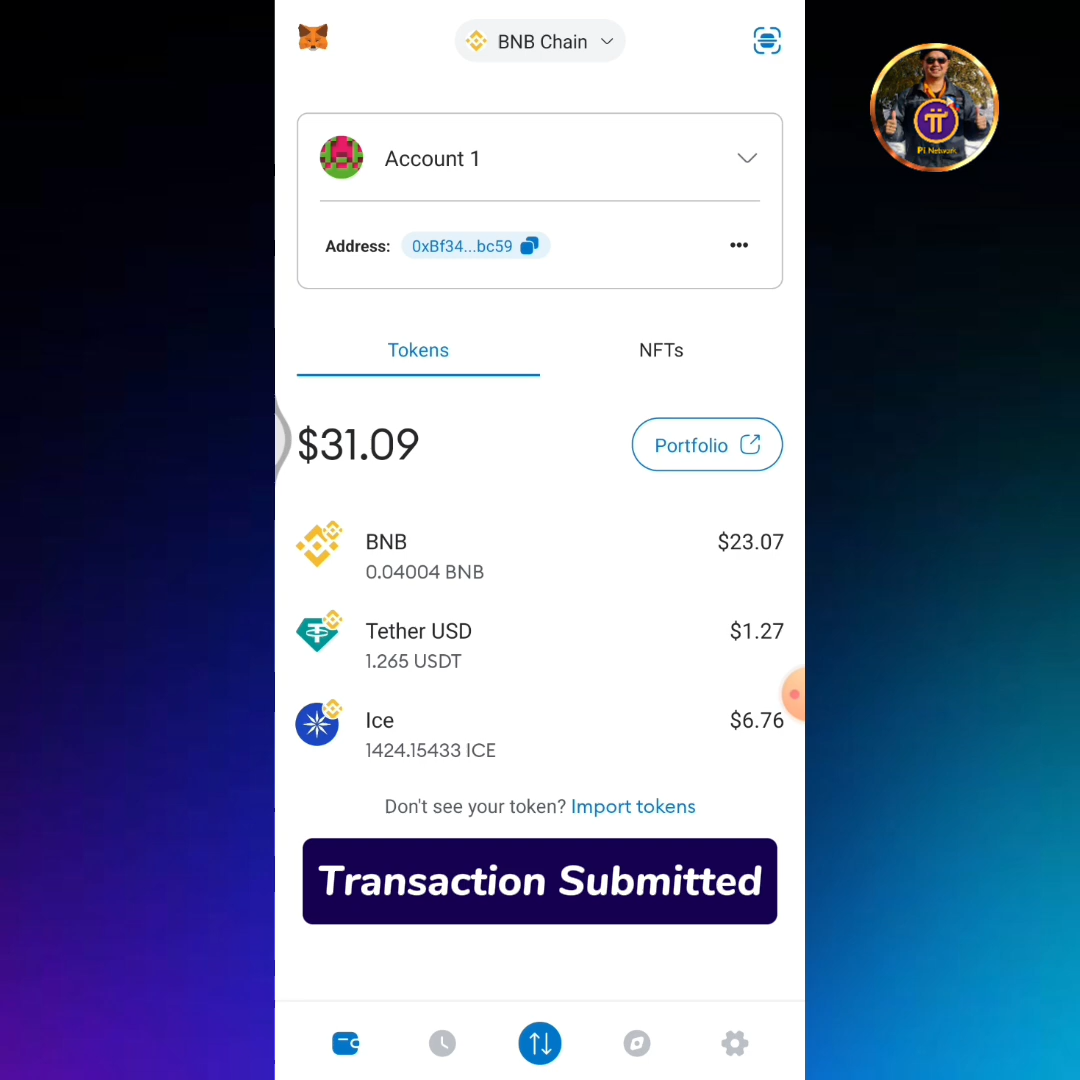 BNB Chain
Account 1
Address: 0xBf34...bc59
Tokens
NFTs
$31.09
Portfolio
BNB
$23.07
0.04004 BNB
Tether USD
$1.27
1.265 USDT
Ice
$6.76
1424.15433 ICE
Don't see your token? Import tokens
Transaction Submitted
Pi Network